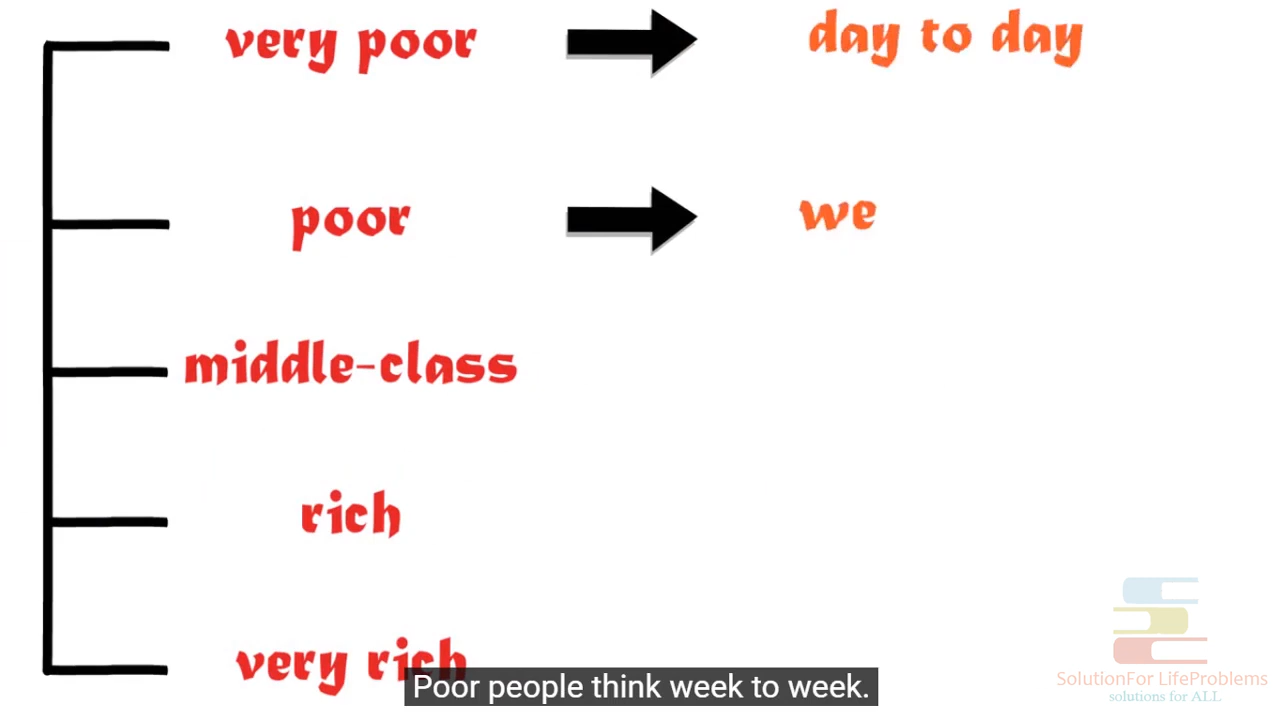 very poor
day to day
poor
we
middle-class
rich
very rich
Poor people think week to week.
SolutionFor LifeProblems
solutions for ALL